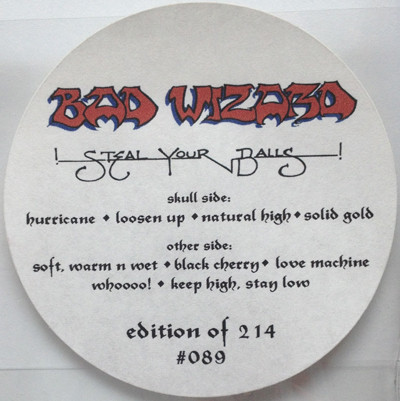 BAD WIZARD
! STEAL YOUR BALLS !
skull side:
hurricane • loosen up • natural high • solid gold
other side:
soft, warm n wet • black cherry • love machine
whoooo! • keep high, stay low
edition of 214
#089